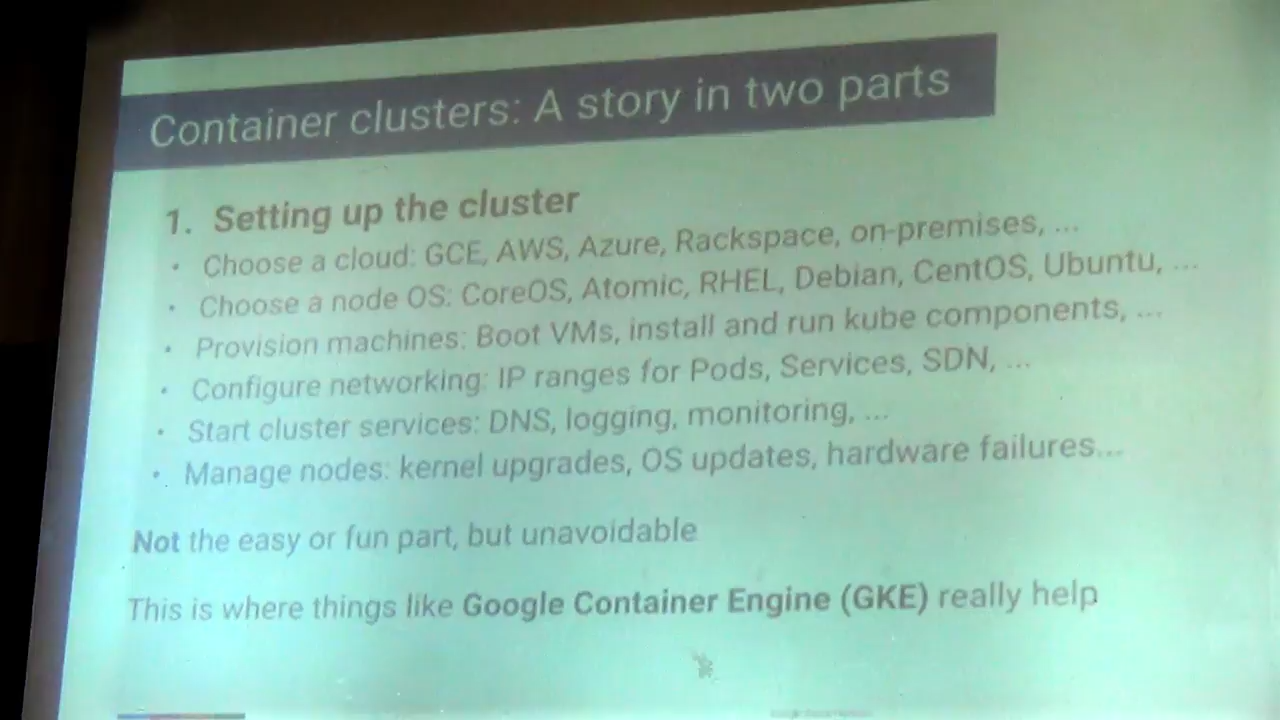 Container clusters: A story in two parts
1. Setting up the cluster
• Choose a cloud: GCE, AWS, Azure, Rackspace, on-premises, ...
• Choose a node OS: CoreOS, Atomic, RHEL, Debian, CentOS, Ubuntu, ...
• Provision machines: Boot VMs, install and run kube components, ...
• Configure networking: IP ranges for Pods, Services, SDN, ...
• Start cluster services: DNS, logging, monitoring, ...
• Manage nodes: kernel upgrades, OS updates, hardware failures...
Not the easy or fun part, but unavoidable
This is where things like Google Container Engine (GKE) really help